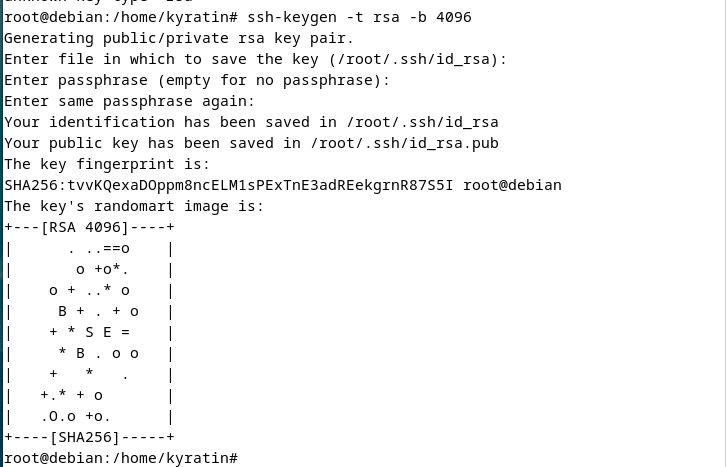 root@debian:/home/kyratin# ssh-keygen -t rsa -b 4096
Generating public/private rsa key pair.
Enter file in which to save the key (/root/.ssh/id_rsa):
Enter passphrase (empty for no passphrase):
Enter same passphrase again:
Your identification has been saved in /root/.ssh/id_rsa
Your public key has been saved in /root/.ssh/id_rsa.pub
The key fingerprint is:
SHA256:tvvKQexaDOppm8ncELM1sPExTnE3adREekgrnR87S5I root@debian
The key's randomart image is:
+---[RSA 4096]----+
|      . ..==o    |
|       o +o*.    |
|    o + ..* o    |
|     B + . + o   |
|    + * S E =    |
|     * B . o o   |
|    +   *   .    |
|   +.* + o       |
|   .O.o +o.      |
+----[SHA256]-----+
root@debian:/home/kyratin#